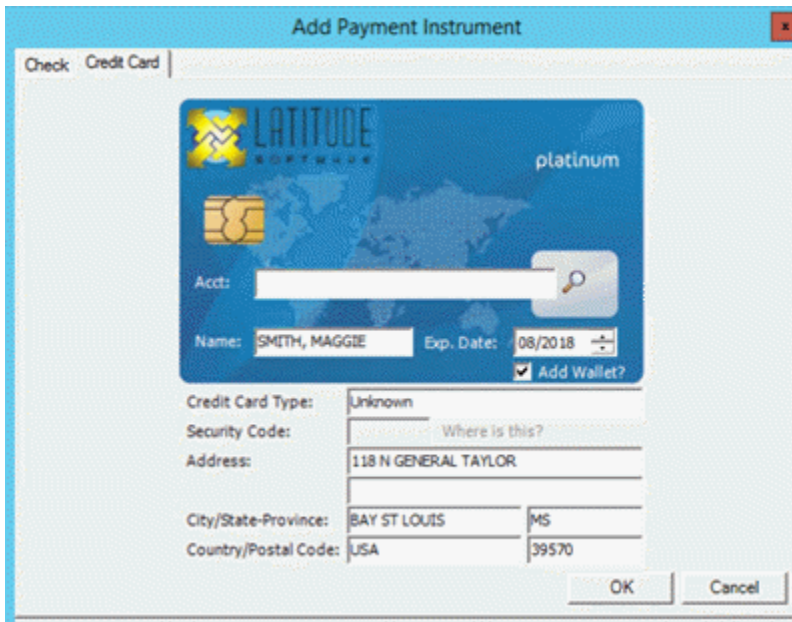 Add Payment Instrument
x
Check Credit Card
LATITUDE
SOFTWARE
platinum
Acct:
Name: SMITH, MAGGIE Exp. Date: 08/2018
Add Wallet?
Credit Card Type: Unknown
Security Code: Where is this?
Address: 118 N GENERAL TAYLOR
City/State-Province: BAY ST LOUIS MS
Country/Postal Code: USA 39570
OK Cancel